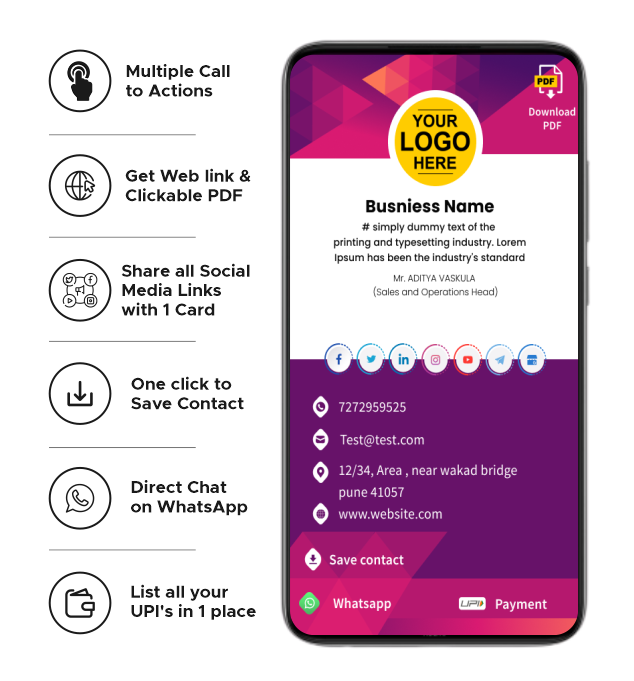 Multiple Call
to Actions
Get Web link &
Clickable PDF
Share all Social
Media Links
with 1 Card
One click to
Save Contact
Direct Chat
on WhatsApp
List all your
UPI's in 1 place
PDF
Download
PDF
YOUR
LOGO
HERE
Busniess Name
# simply dummy text of the
printing and typesetting industry. Lorem
Ipsum has been the industry's standard
Mr. ADITYA VASKULA
(Sales and Operations Head)
7272959525
Test@test.com
12/34, Area , near wakad bridge
pune 41057
www.website.com
Save contact
Whatsapp
UPI Payment